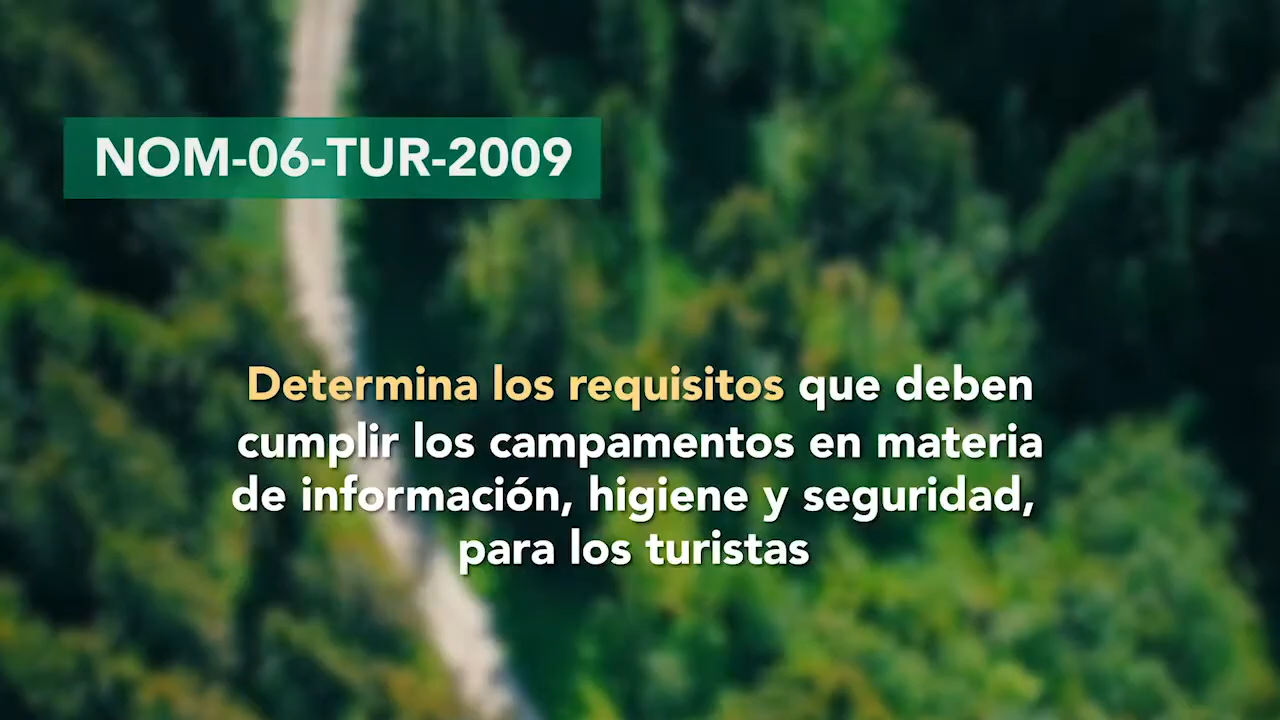 NOM-06-TUR-2009
Determina los requisitos que deben
cumplir los campamentos en materia
de información, higiene y seguridad,
para los turistas